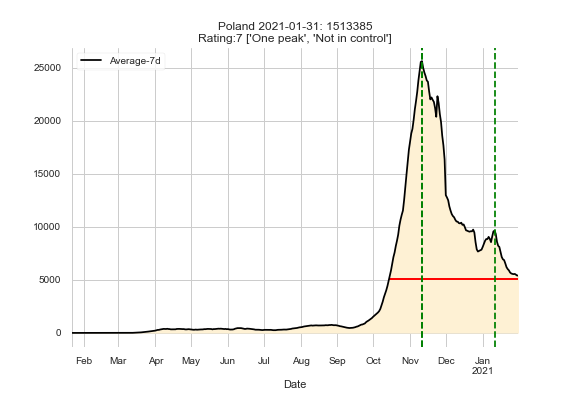 Poland 2021-01-31: 1513385
Rating:7 ['One peak', 'Not in control']
Average-7d
25000
20000
15000
10000
5000
0
Feb Mar Apr May Jun Jul Aug Sep Oct Nov Dec Jan
2021
Date